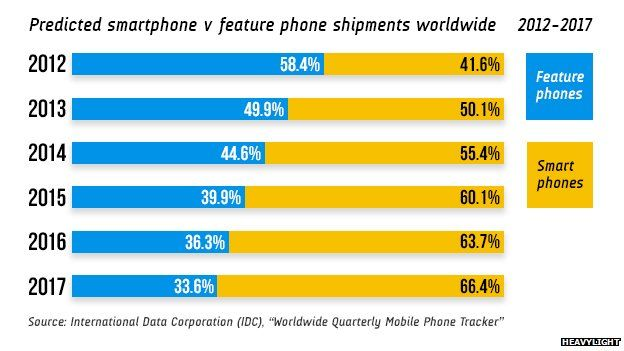 Predicted smartphone v feature phone shipments worldwide 2012-2017
2012 58.4% 41.6%
Feature
phones
2013 49.9% 50.1%
2014 44.6% 55.4%
Smart
phones
2015 39.9% 60.1%
2016 36.3% 63.7%
2017 33.6% 66.4%
Source: International Data Corporation (IDC), “Worldwide Quarterly Mobile Phone Tracker”
HEAVYLIGHT